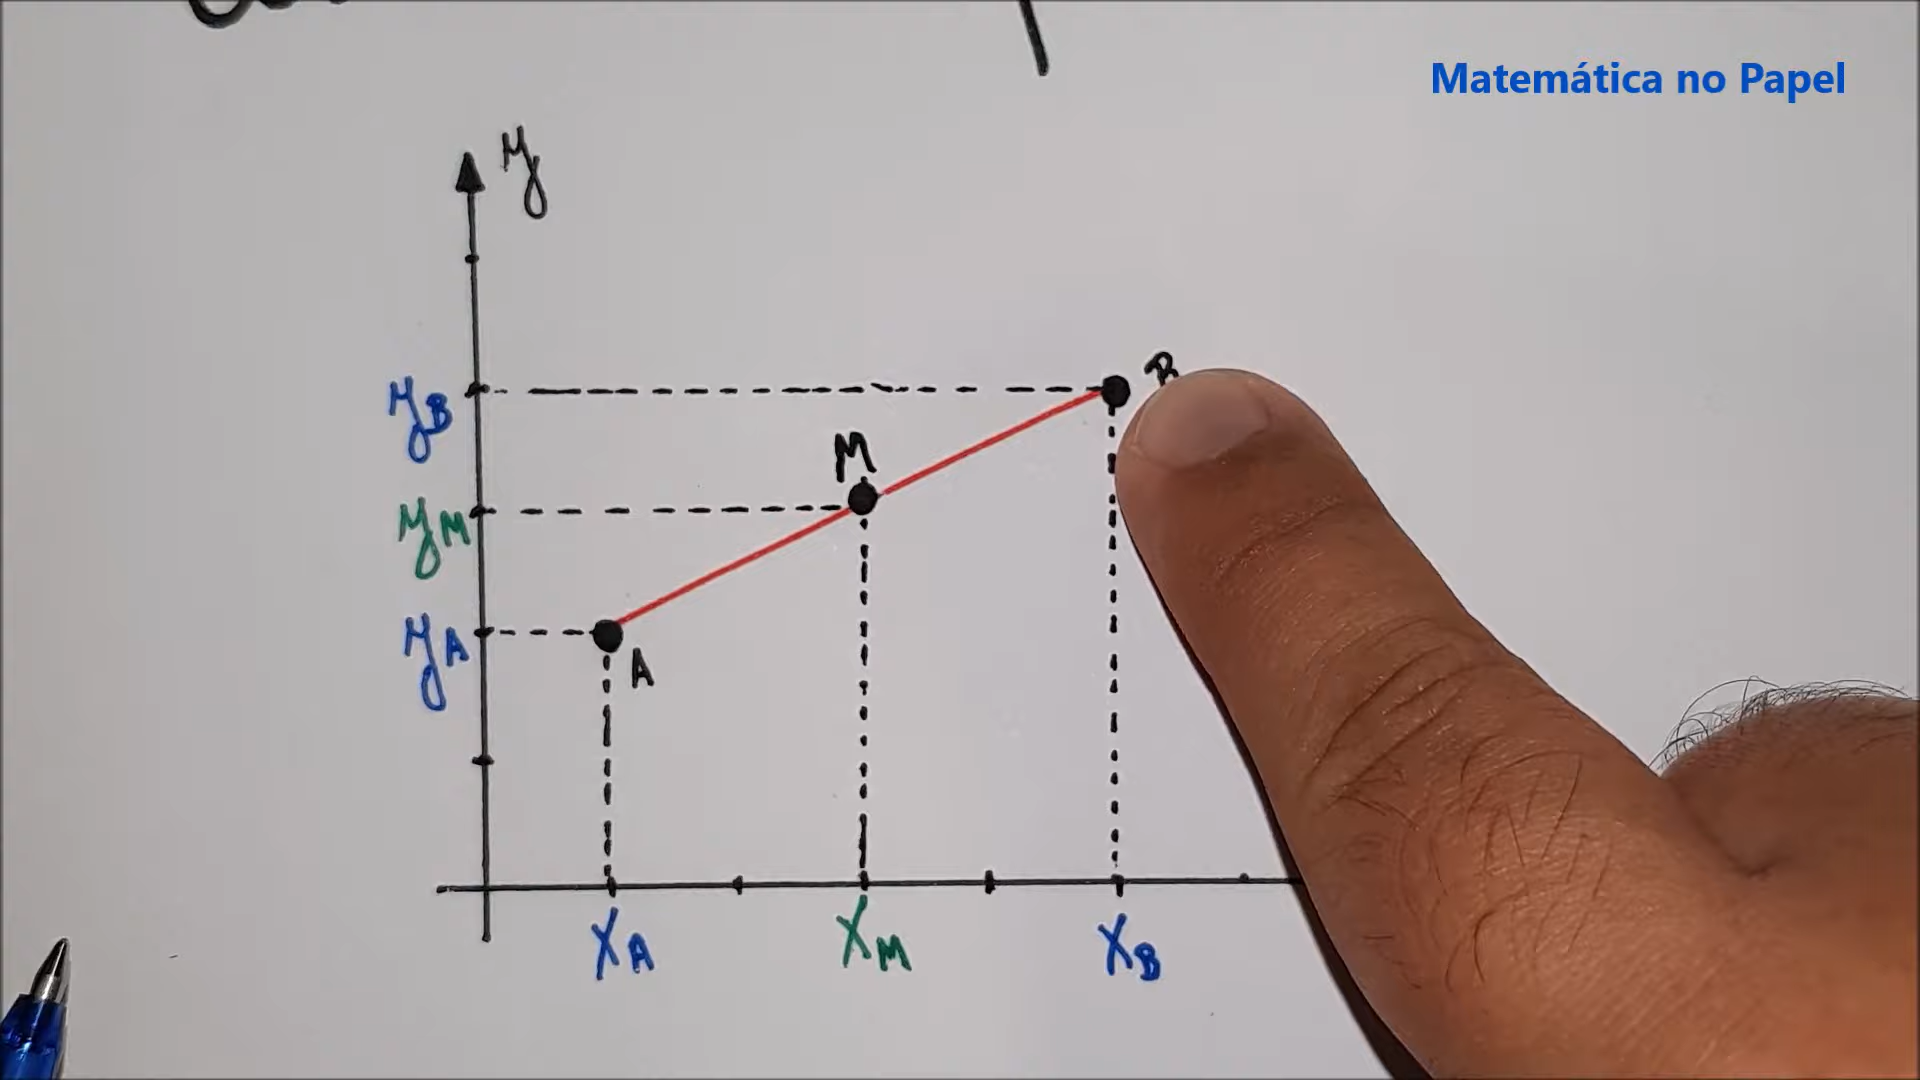 Matemática no Papel
y
B
yB
M
yM
yA
A
xA xM xB